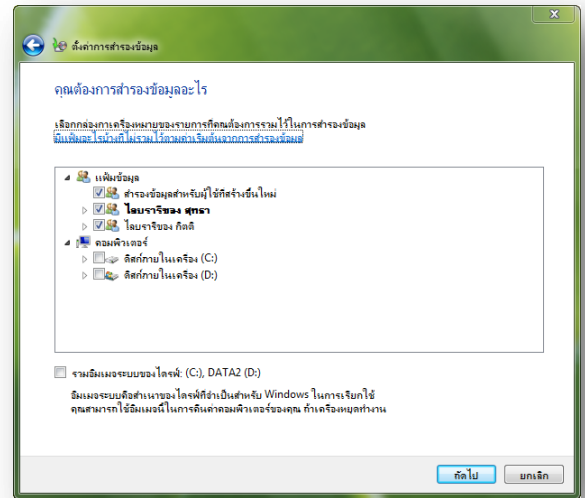 x
ตั้งค่าการสำรองข้อมูล
คุณต้องการสำรองข้อมูลอะไร
เลือกกล่องกาเครื่องหมายของรายการที่คุณต้องการรวมไว้ในการสำรองข้อมูล
มีแฟ้มอะไรบ้างที่ไม่รวมไว้ตามค่าเริ่มต้นจากการสำรองข้อมูล
แฟ้มข้อมูล
สำรองข้อมูลสำหรับผู้ใช้ที่สร้างขึ้นใหม่
ไลบรารีของ สุทธา
ไลบรารีของ กิตติ
คอมพิวเตอร์
ดิสก์ภายในเครื่อง (C:)
ดิสก์ภายในเครื่อง (D:)
รวมอิมเมจระบบของไดรฟ์: (C:), DATA2 (D:)
อิมเมจระบบคือสำเนาของไดรฟ์ที่จำเป็นสำหรับ Windows ในการเรียกใช้
คุณสามารถใช้อิมเมจนี้ในการคืนค่าคอมพิวเตอร์ของคุณ ถ้าเครื่องหยุดทำงาน
ถัดไป
ยกเลิก